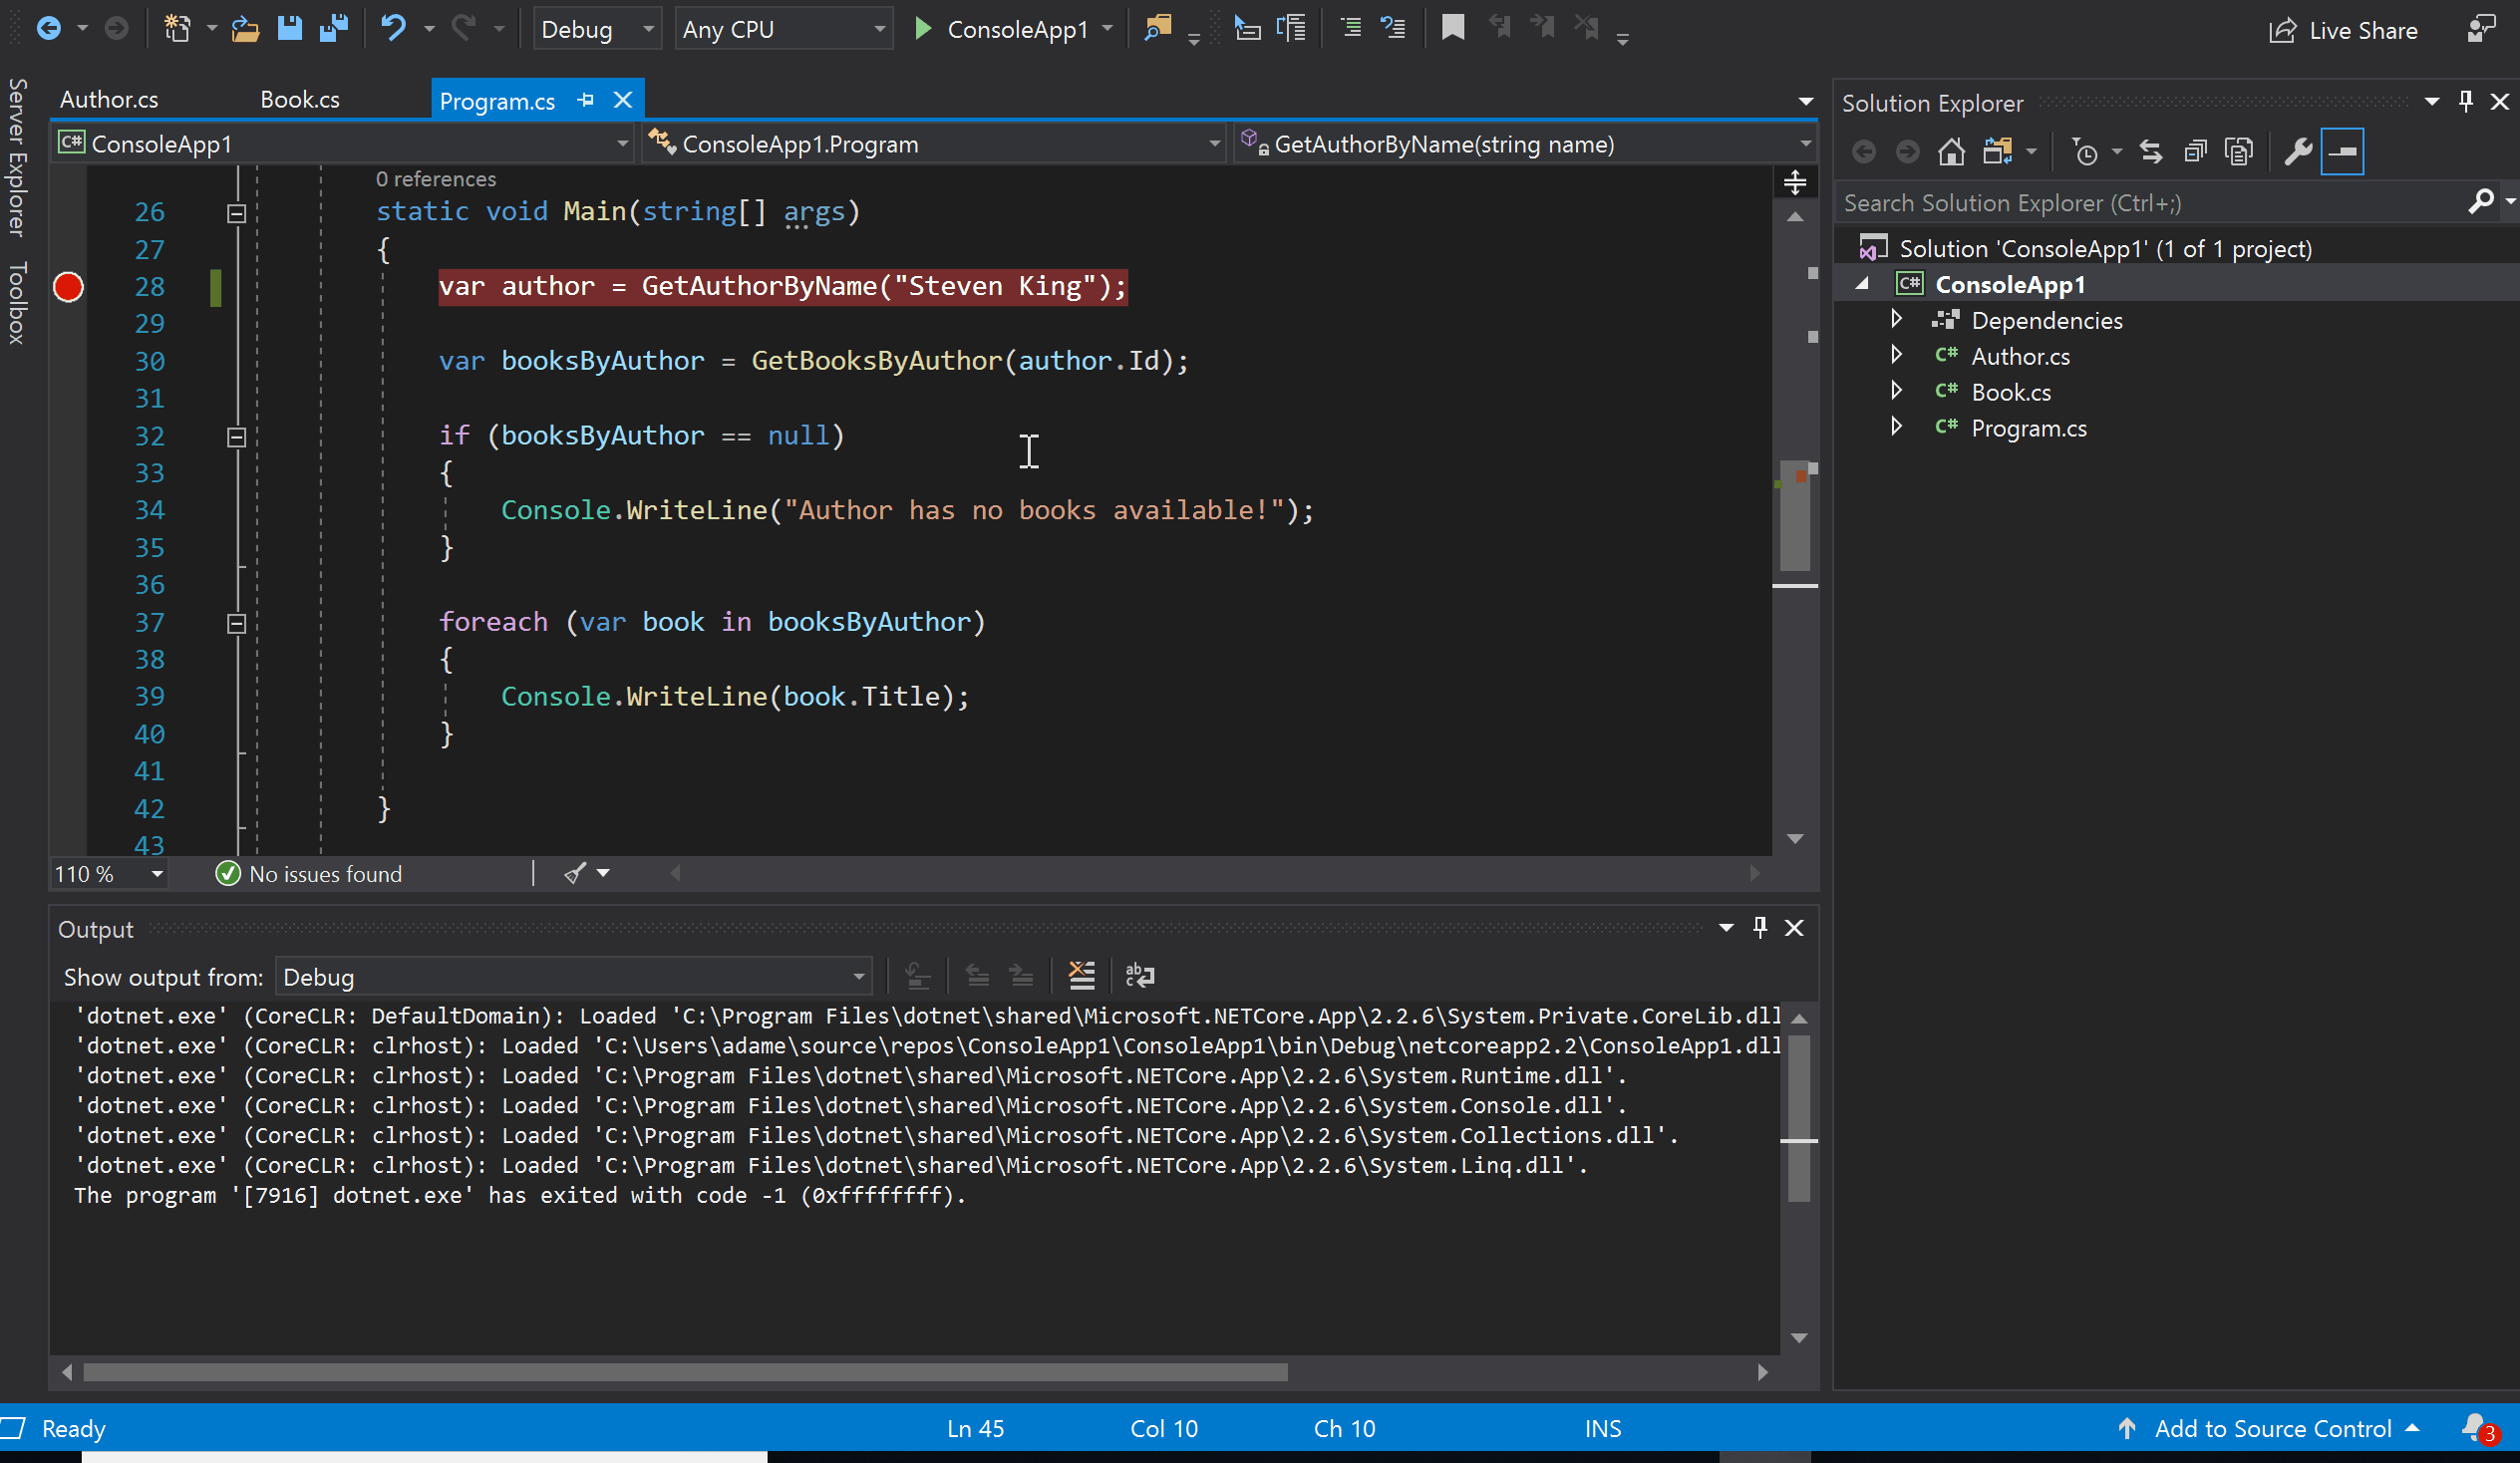 Debug Any CPU ConsoleApp1 Live Share
Server Explorer
Toolbox
Author.cs Book.cs Program.cs
C# ConsoleApp1 ConsoleApp1.Program GetAuthorByName(string name)
0 references
26 static void Main(string[] args)
27 {
28 var author = GetAuthorByName("Steven King");
29
30 var booksByAuthor = GetBooksByAuthor(author.Id);
31
32 if (booksByAuthor == null)
33 {
34 Console.WriteLine("Author has no books available!");
35 }
36
37 foreach (var book in booksByAuthor)
38 {
39 Console.WriteLine(book.Title);
40 }
41
42 }
43
110 % No issues found
Output
Show output from: Debug
'dotnet.exe' (CoreCLR: DefaultDomain): Loaded 'C:\Program Files\dotnet\shared\Microsoft.NETCore.App\2.2.6\System.Private.CoreLib.dll
'dotnet.exe' (CoreCLR: clrhost): Loaded 'C:\Users\adame\source\repos\ConsoleApp1\ConsoleApp1\bin\Debug\netcoreapp2.2\ConsoleApp1.dll
'dotnet.exe' (CoreCLR: clrhost): Loaded 'C:\Program Files\dotnet\shared\Microsoft.NETCore.App\2.2.6\System.Runtime.dll'.
'dotnet.exe' (CoreCLR: clrhost): Loaded 'C:\Program Files\dotnet\shared\Microsoft.NETCore.App\2.2.6\System.Console.dll'.
'dotnet.exe' (CoreCLR: clrhost): Loaded 'C:\Program Files\dotnet\shared\Microsoft.NETCore.App\2.2.6\System.Collections.dll'.
'dotnet.exe' (CoreCLR: clrhost): Loaded 'C:\Program Files\dotnet\shared\Microsoft.NETCore.App\2.2.6\System.Linq.dll'.
The program '[7916] dotnet.exe' has exited with code -1 (0xffffffff).
Solution Explorer
Search Solution Explorer (Ctrl+;)
Solution 'ConsoleApp1' (1 of 1 project)
C# ConsoleApp1
Dependencies
C# Author.cs
C# Book.cs
C# Program.cs
Ready Ln 45 Col 10 Ch 10 INS Add to Source Control 3